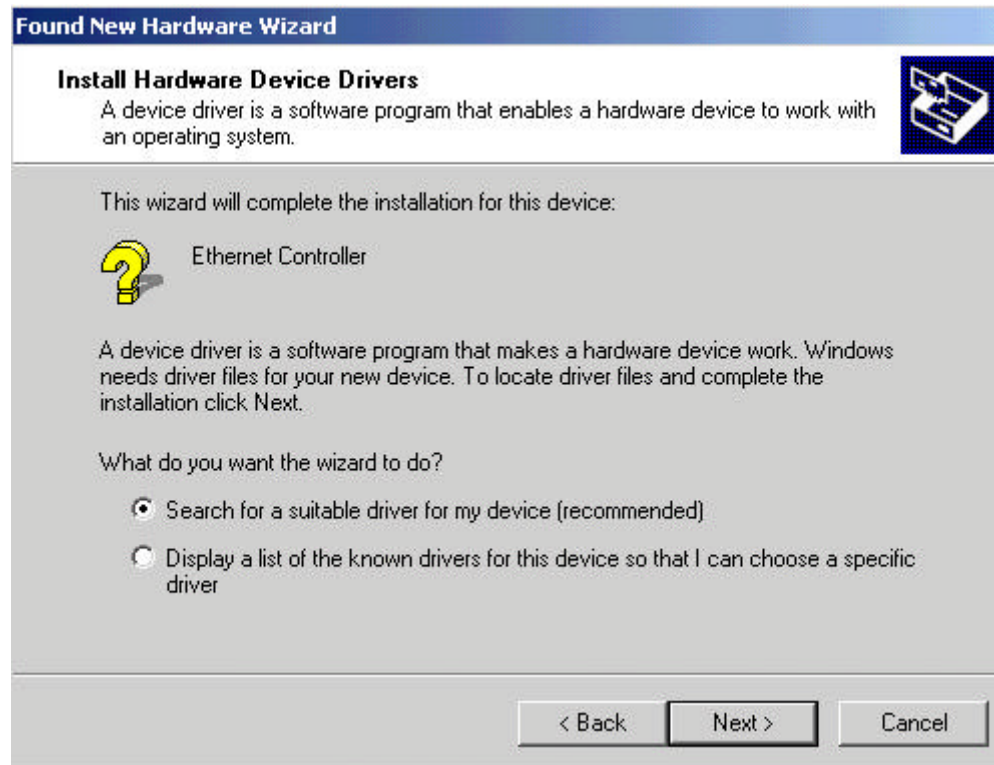 Found New Hardware Wizard
Install Hardware Device Drivers
A device driver is a software program that enables a hardware device to work with
an operating system.
This wizard will complete the installation for this device:
Ethernet Controller
A device driver is a software program that makes a hardware device work. Windows
needs driver files for your new device. To locate driver files and complete the
installation click Next.
What do you want the wizard to do?
Search for a suitable driver for my device (recommended)
Display a list of the known drivers for this device so that I can choose a specific
driver
< Back Next > Cancel